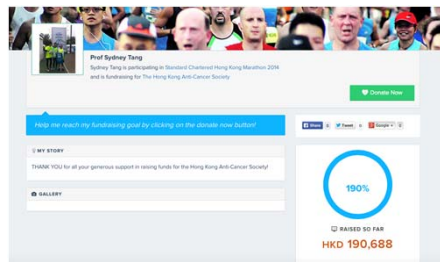 Prof Sydney Tang
Sydney Tang is participating in Standard Chartered Hong Kong Marathon 2014
and is fundraising for The Hong Kong Anti-Cancer Society
Donate Now
Help me reach my fundraising goal by clicking on the donate now button!
Share 0 Tweet 0 Google + 0
MY STORY
THANK YOU for all your generous support in raising funds for the Hong Kong Anti-Cancer Society!
GALLERY
190%
RAISED SO FAR
HKD 190,688